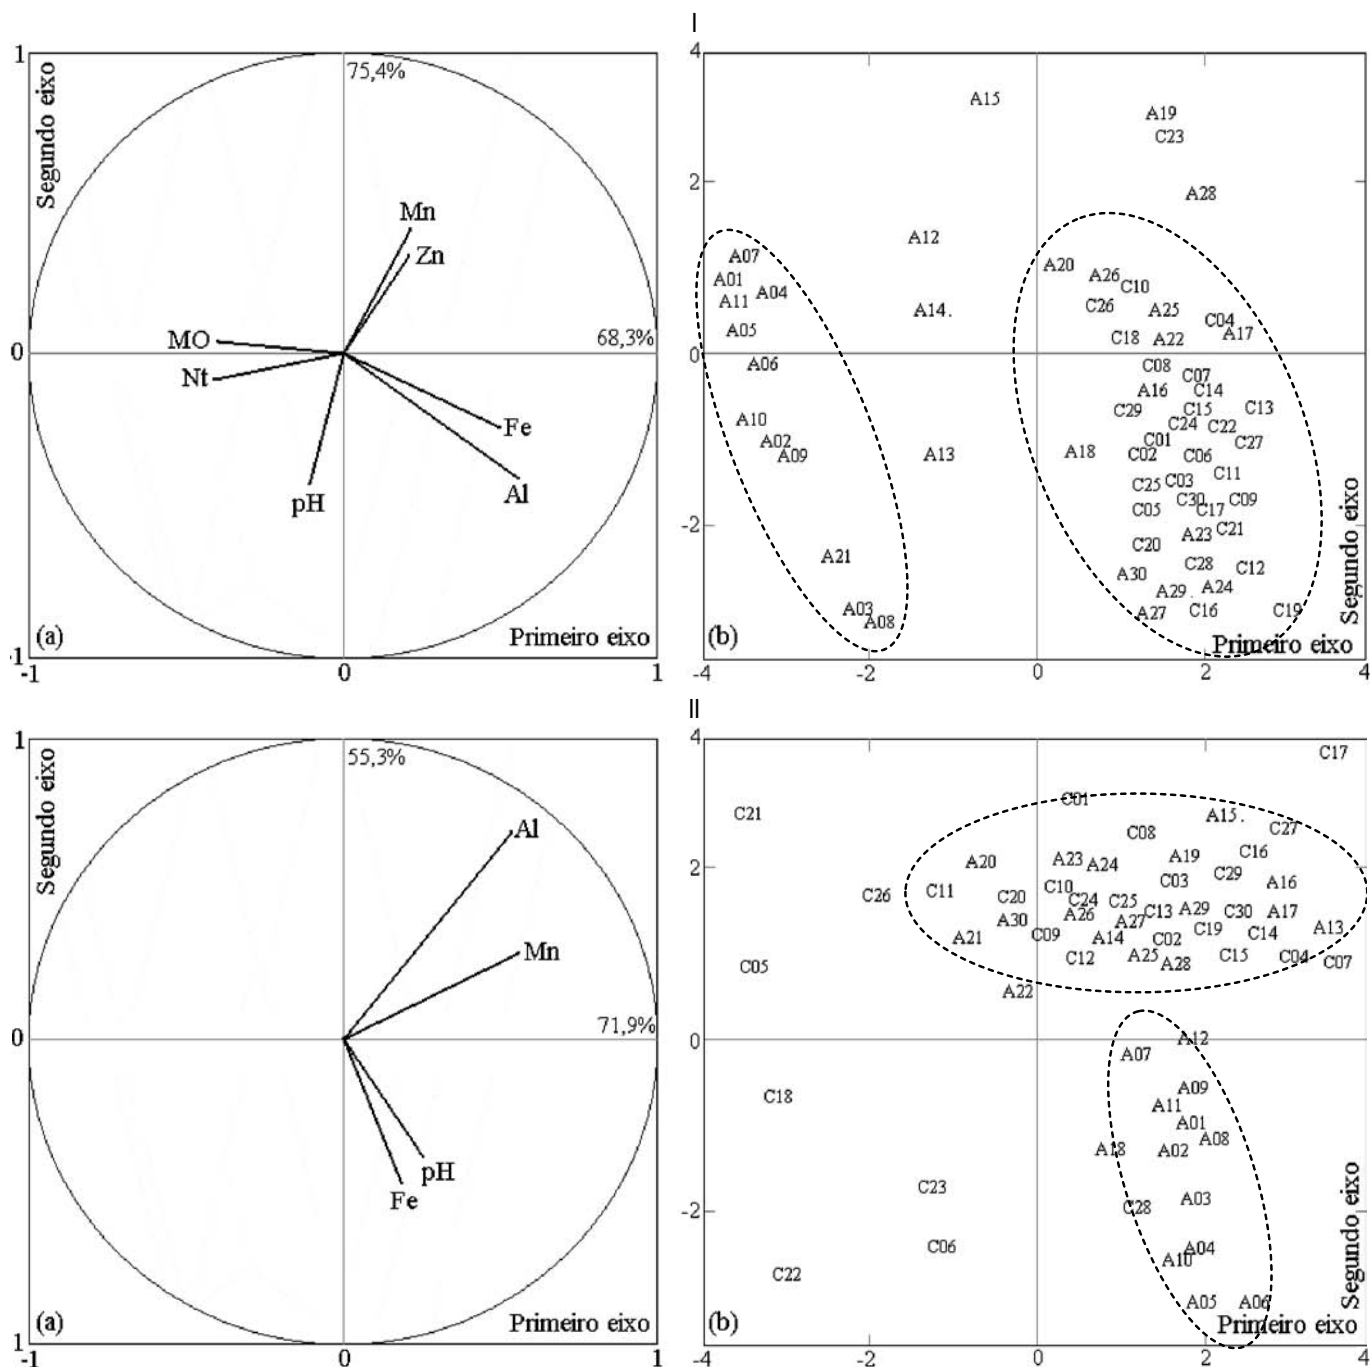 I
1
75,4%
Segundo eixo
Mn
Zn
MO
68,3%
0
Nt
Fe
Al
pH
(a)
Primeiro eixo
-1
-1
0
1
4
A15
A19
C23
2
A28
A12
A07
A20
A26
A01
A04
C10
A11
C26
A25
A14.
C04
A05
A17
C18
A22
0
A06
C08
C07
A16
C14
C29
C15
C13
A10
C24
C22
A02
C01
C27
A09
A13
A18
C02
C06
C11
C25
C03
C30
C09
C05
C17
-2
C21
A23
C20
A21
C28
C12
A30
A24
A29.
A03
C16
C19
A27
A08
Segundo eixo
(b)
Primeiro eixo
-4
-2
0
2
4
II
1
55,3%
Segundo eixo
Al
Mn
71,9%
0
pH
Fe
(a)
Primeiro eixo
1
-1
0
1
4
C17
C01
C21
A15.
C27
C08
C16
A20
A23
A24
A19
2
C29
C03
A16
C26
C11
C10
C20
C24
C25
A26
C13
A29
C30
A17
A30
A27
C19
A13
A21
C09
A14
C02
C14
C12
A25
C15
C04
C07
C05
A28
A22
0
A12
A07
A09
C18
A11
A01
A08
A18
A02
C23
A03
-2
C28
C06
A04
A10
C22
A05
A06
Segundo eixo
(b)
Primeiro eixo
-4
-2
0
2
4